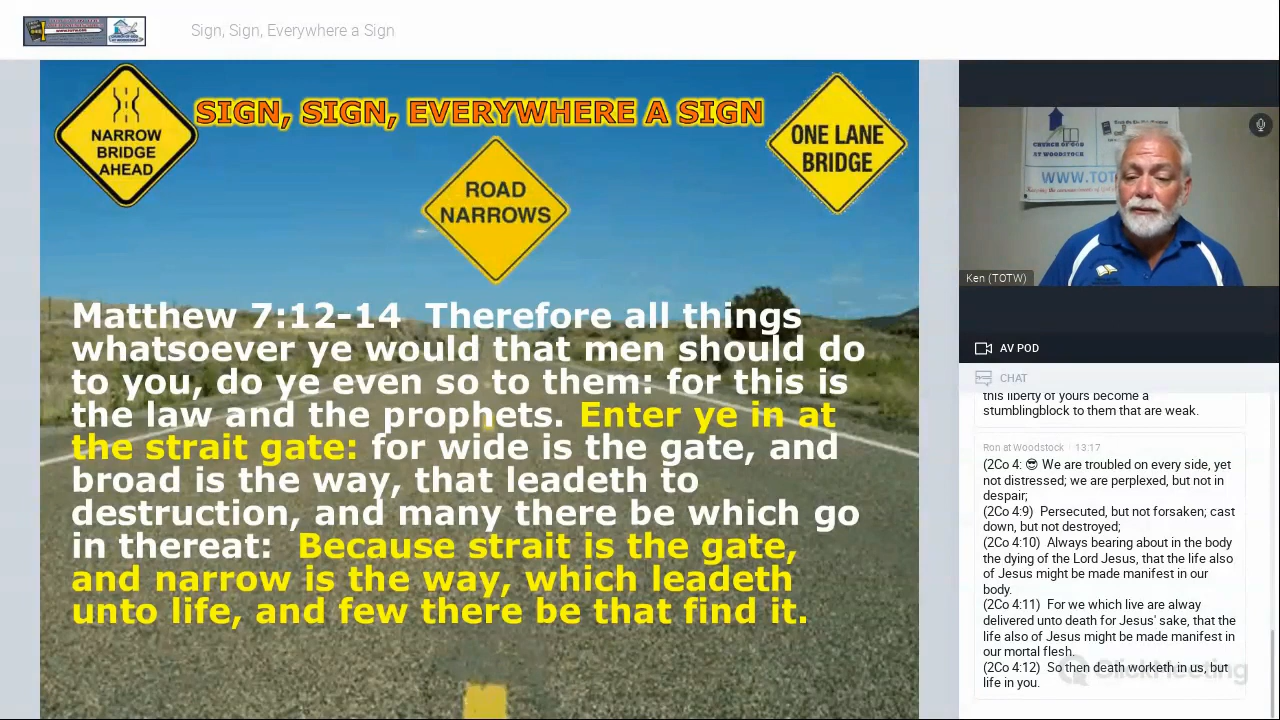 WWW.TOTW.ORG
Sign, Sign, Everywhere a Sign
NARROW
BRIDGE
AHEAD
SIGN, SIGN, EVERYWHERE A SIGN
ROAD
NARROWS
ONE LANE
BRIDGE
Matthew 7:12-14  Therefore all things
whatsoever ye would that men should do
to you, do ye even so to them: for this is
the law and the prophets. Enter ye in at
the strait gate: for wide is the gate, and
broad is the way, that leadeth to
destruction, and many there be which go
in thereat:  Because strait is the gate,
and narrow is the way, which leadeth
unto life, and few there be that find it.
CHURCH OF GOD
AT WOODSTOCK
WWW.TOT
Ken (TOTW)
AV POD
CHAT
this liberty of yours become a
stumblingblock to them that are weak.
Ron at Woodstock · 13:17
(2Co 4: 😎 We are troubled on every side, yet
not distressed; we are perplexed, but not in
despair;
(2Co 4:9)  Persecuted, but not forsaken; cast
down, but not destroyed;
(2Co 4:10)  Always bearing about in the body
the dying of the Lord Jesus, that the life also
of Jesus might be made manifest in our
body.
(2Co 4:11)  For we which live are alway
delivered unto death for Jesus' sake, that the
life also of Jesus might be made manifest in
our mortal flesh.
(2Co 4:12)  So then death worketh in us, but
life in you.
ClickMeeting